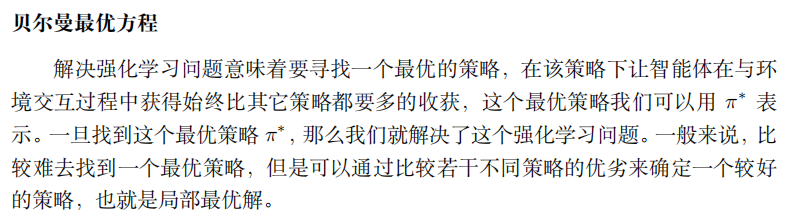 贝尔曼最优方程
解决强化学习问题意味着要寻找一个最优的策略，在该策略下让智能体在与环
境交互过程中获得始终比其它策略都要多的收获，这个最优策略我们可以用 π* 表
示。一旦找到这个最优策略 π*，那么我们就解决了这个强化学习问题。一般来说，比
较难去找到一个最优策略，但是可以通过比较若干不同策略的优劣来确定一个较好
的策略，也就是局部最优解。